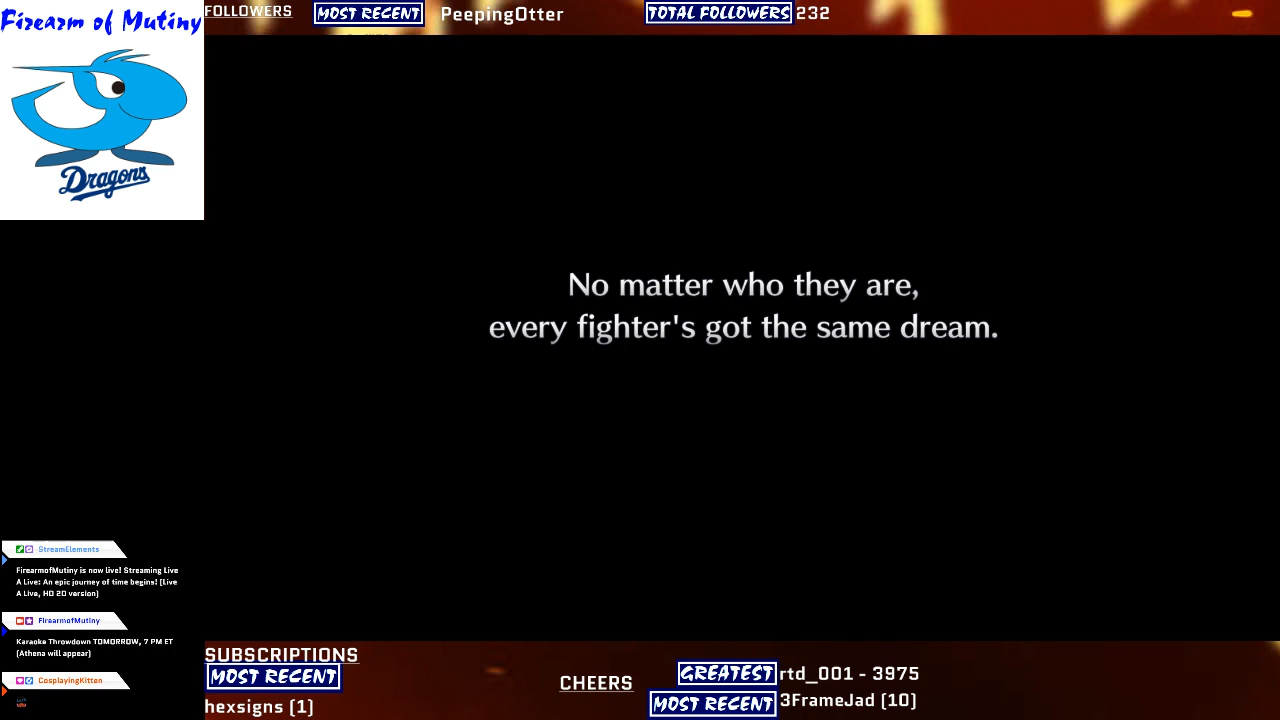 Firearm of Mutiny
Dragons
FOLLOWERS
MOST RECENT
PeepingOtter
TOTAL FOLLOWERS
232
No matter who they are,
every fighter's got the same dream.
StreamElements
FirearmofMutiny is now live! Streaming Live
A Live: An epic journey of time begins! [Live
A Live, HD 2D version]
FirearmofMutiny
Karaoke Throwdown TOMORROW, 7 PM ET
(Athena will appear)
CosplayingKitten
SUBSCRIPTIONS
MOST RECENT
hexsigns [1]
CHEERS
GREATEST
rtd_001 - 3975
MOST RECENT
3FrameJad [10]